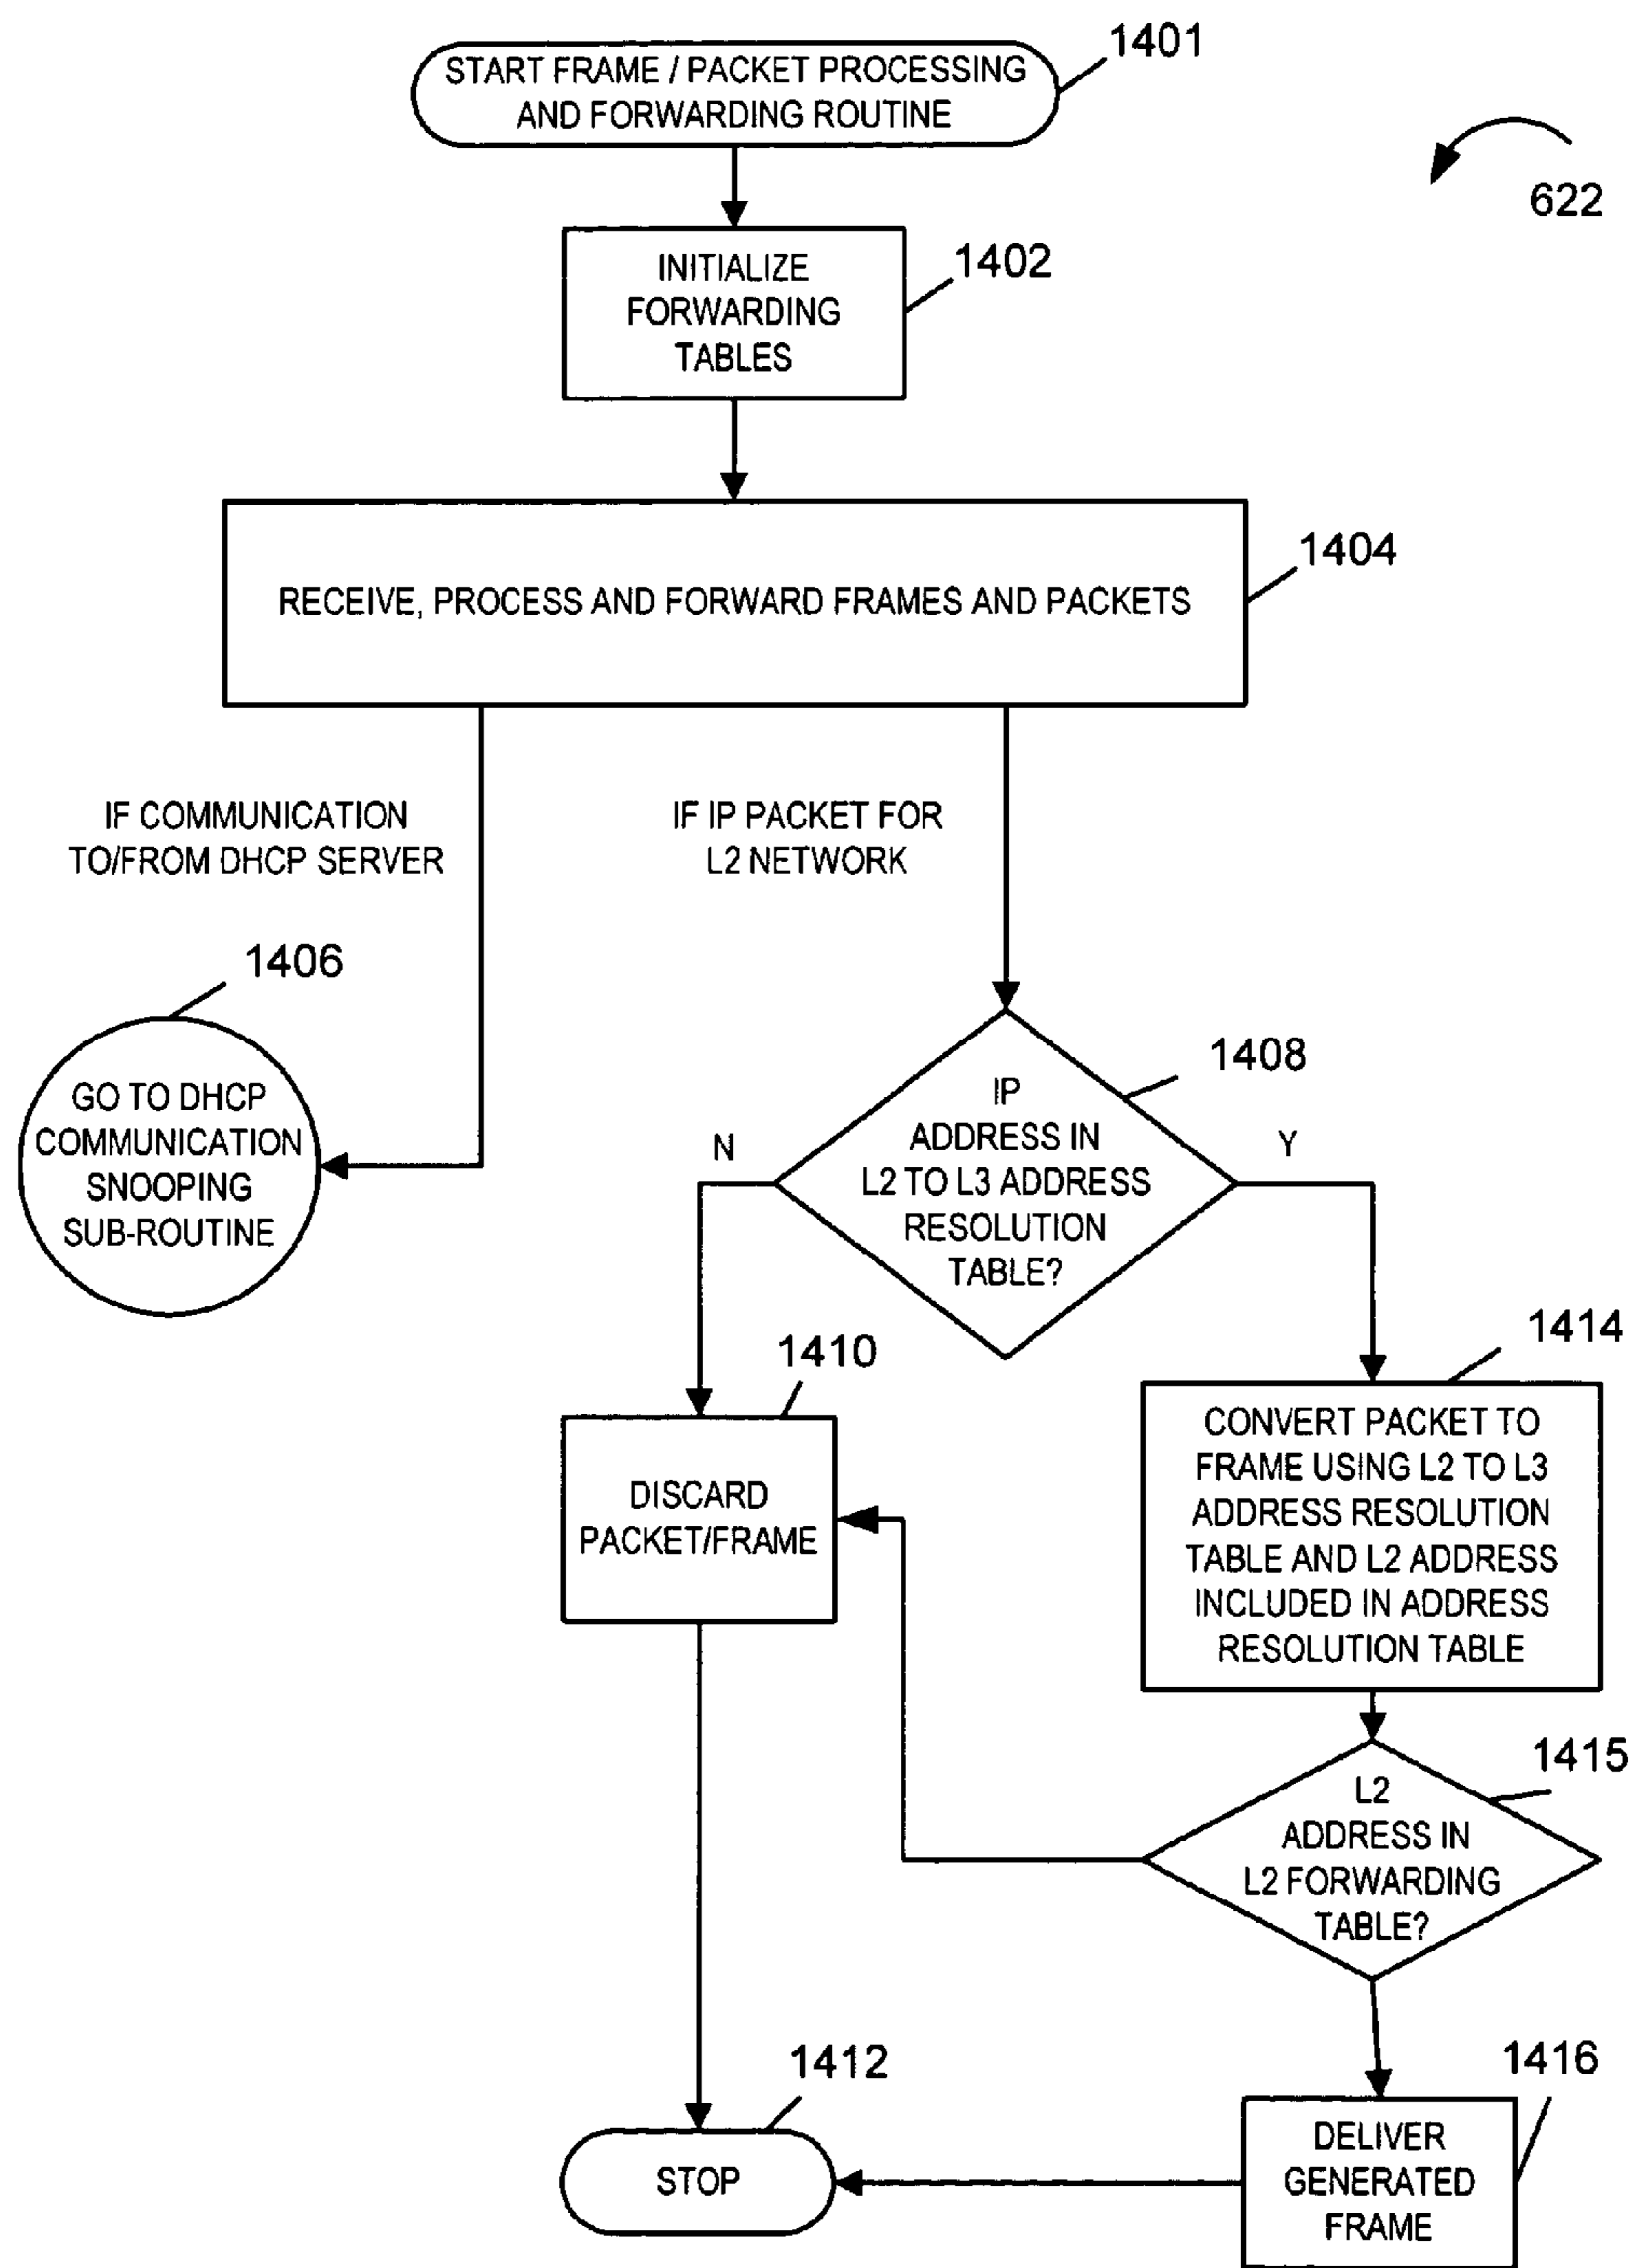 START FRAME / PACKET PROCESSING
AND FORWARDING ROUTINE
1401
622
INITIALIZE
FORWARDING
TABLES
1402
RECEIVE, PROCESS AND FORWARD FRAMES AND PACKETS
1404
IF COMMUNICATION
TO/FROM DHCP SERVER
IF IP PACKET FOR
L2 NETWORK
1406
GO TO DHCP
COMMUNICATION
SNOOPING
SUB-ROUTINE
1408
IP
ADDRESS IN
L2 TO L3 ADDRESS
RESOLUTION
TABLE?
N
Y
1410
DISCARD
PACKET/FRAME
1414
CONVERT PACKET TO
FRAME USING L2 TO L3
ADDRESS RESOLUTION
TABLE AND L2 ADDRESS
INCLUDED IN ADDRESS
RESOLUTION TABLE
1415
L2
ADDRESS IN
L2 FORWARDING
TABLE?
1412
STOP
1416
DELIVER
GENERATED
FRAME